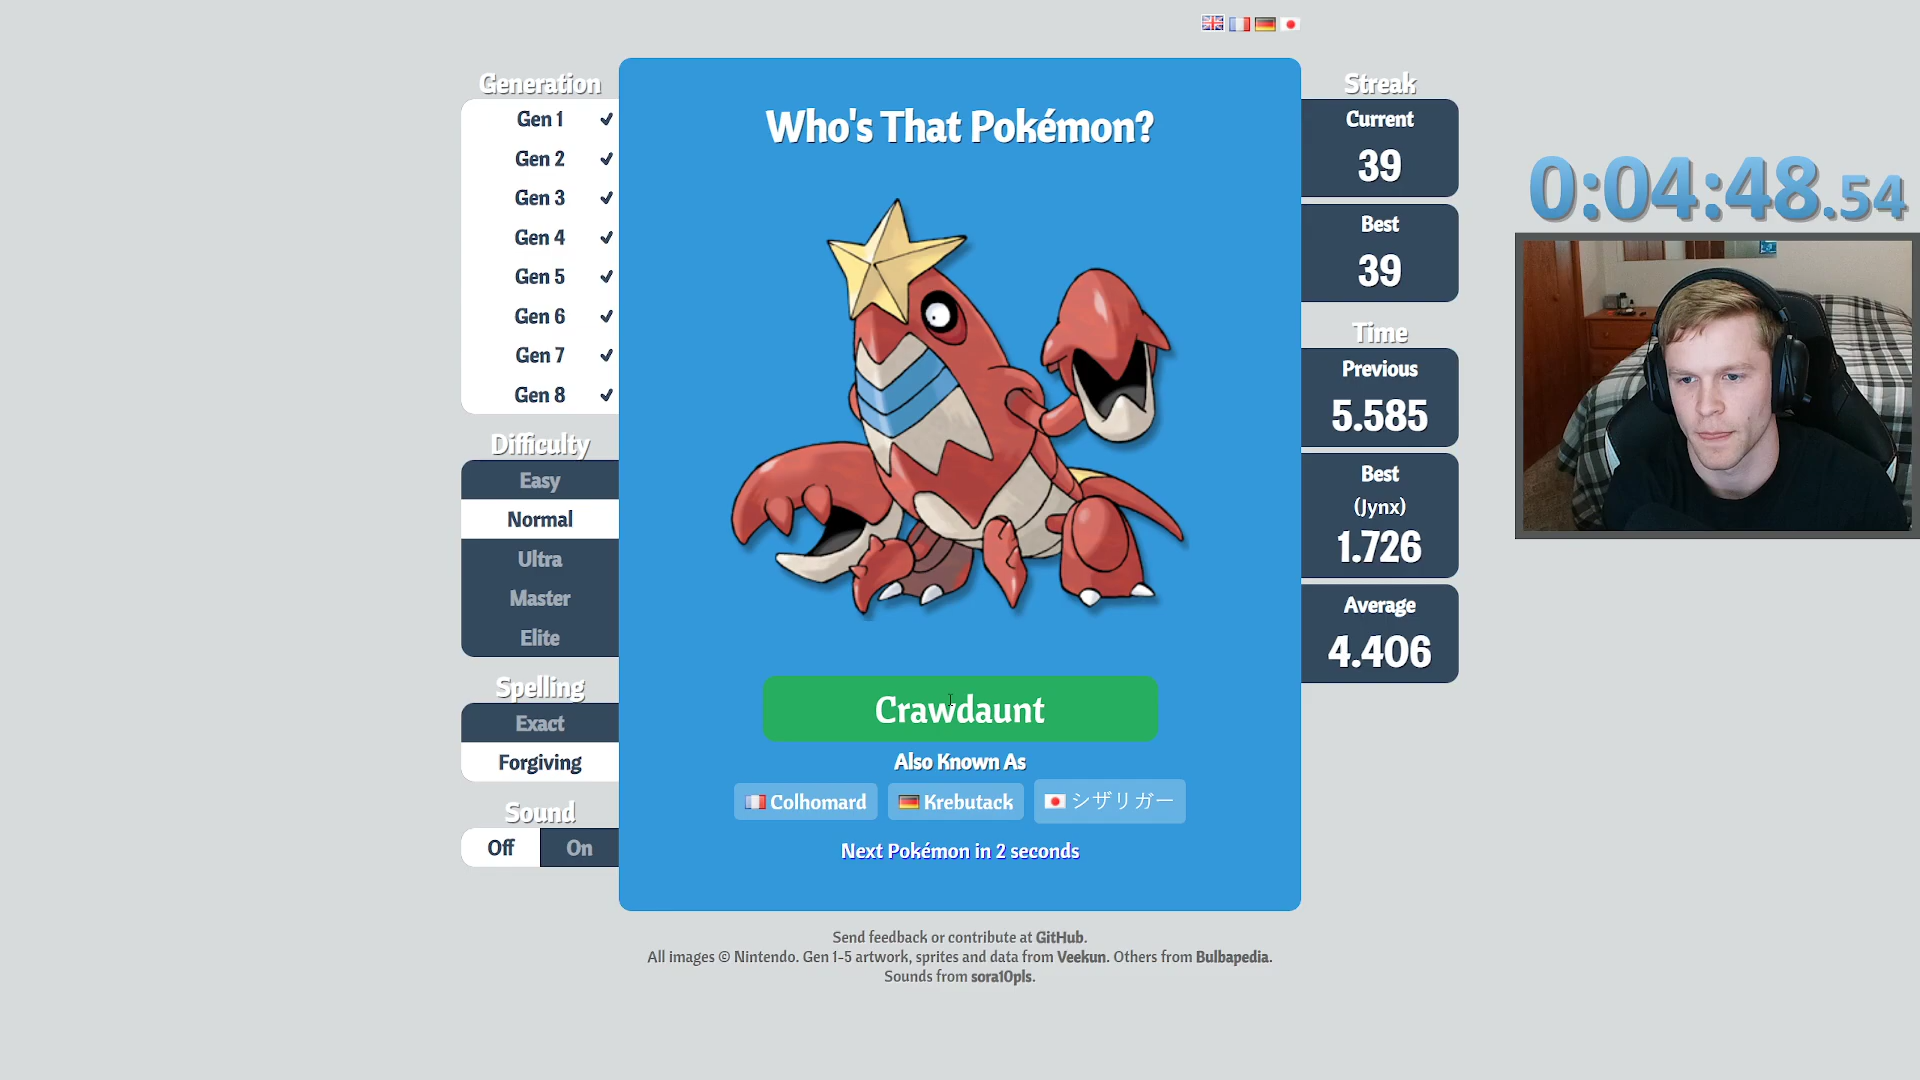 Generation
Gen 1
Gen 2
Gen 3
Gen 4
Gen 5
Gen 6
Gen 7
Gen 8
Difficulty
Easy
Normal
Ultra
Master
Elite
Spelling
Exact
Forgiving
Sound
Off On
Who's That Pokémon?
Crawdaunt
Also Known As
Colhomard Krebutack シザリガー
Next Pokémon in 2 seconds
Streak
Current
39
Best
39
Time
Previous
5.585
Best
(Jynx)
1.726
Average
4.406
0:04:48.54
Send feedback or contribute at GitHub.
All images © Nintendo. Gen 1-5 artwork, sprites and data from Veekun. Others from Bulbapedia.
Sounds from sora10pls.